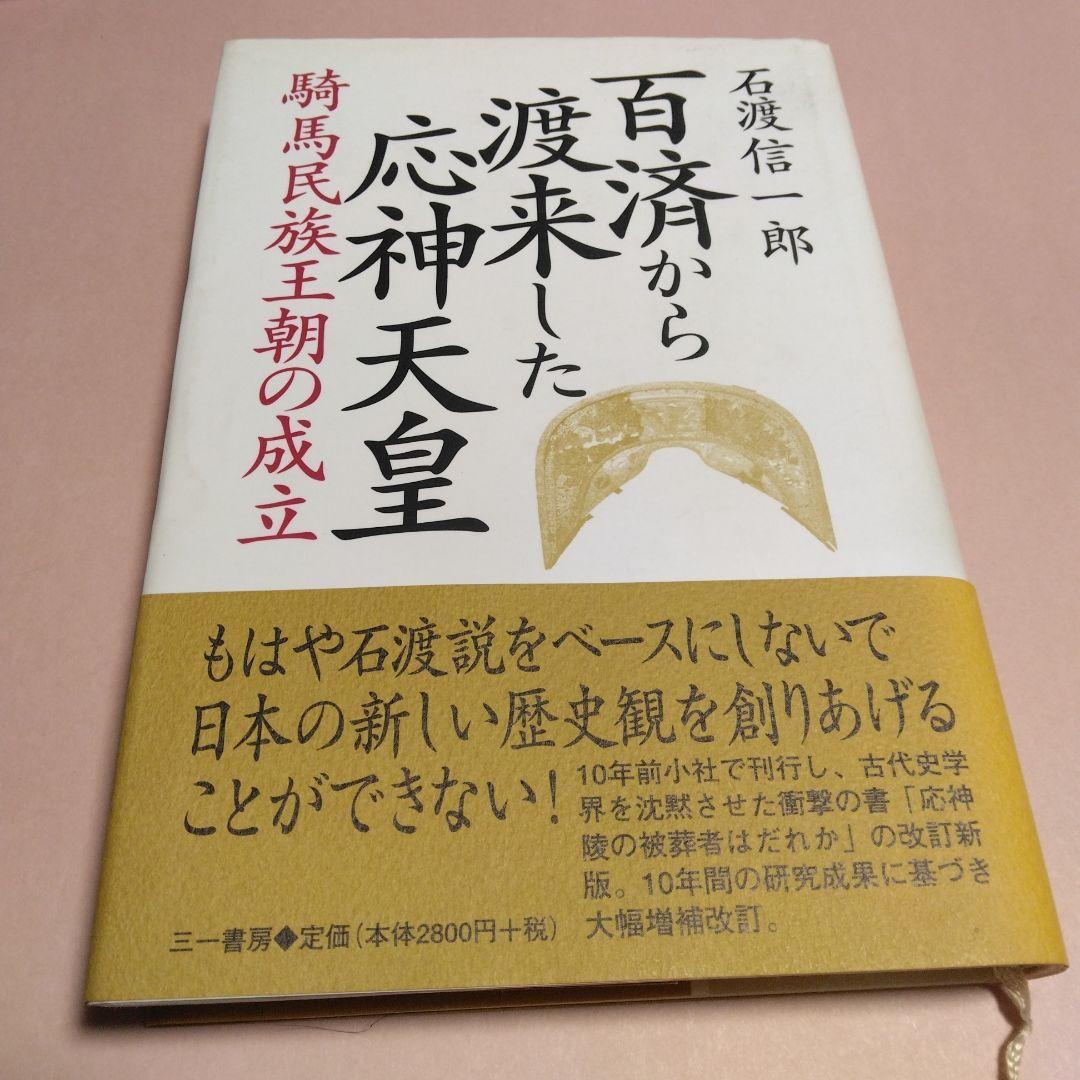 石渡信一郎
百済から
渡来した
応神天皇
騎馬民族王朝の成立
もはや石渡説をベースにしないで
日本の新しい歴史観を創りあげる
ことができない!
10年前小社で刊行し、古代史学
界を沈黙させた衝撃の書「応神
陵の被葬者はだれか」の改訂新
版。10年間の研究成果に基づき
大幅増補改訂。
三一書房◆定価(本体2800円+税)